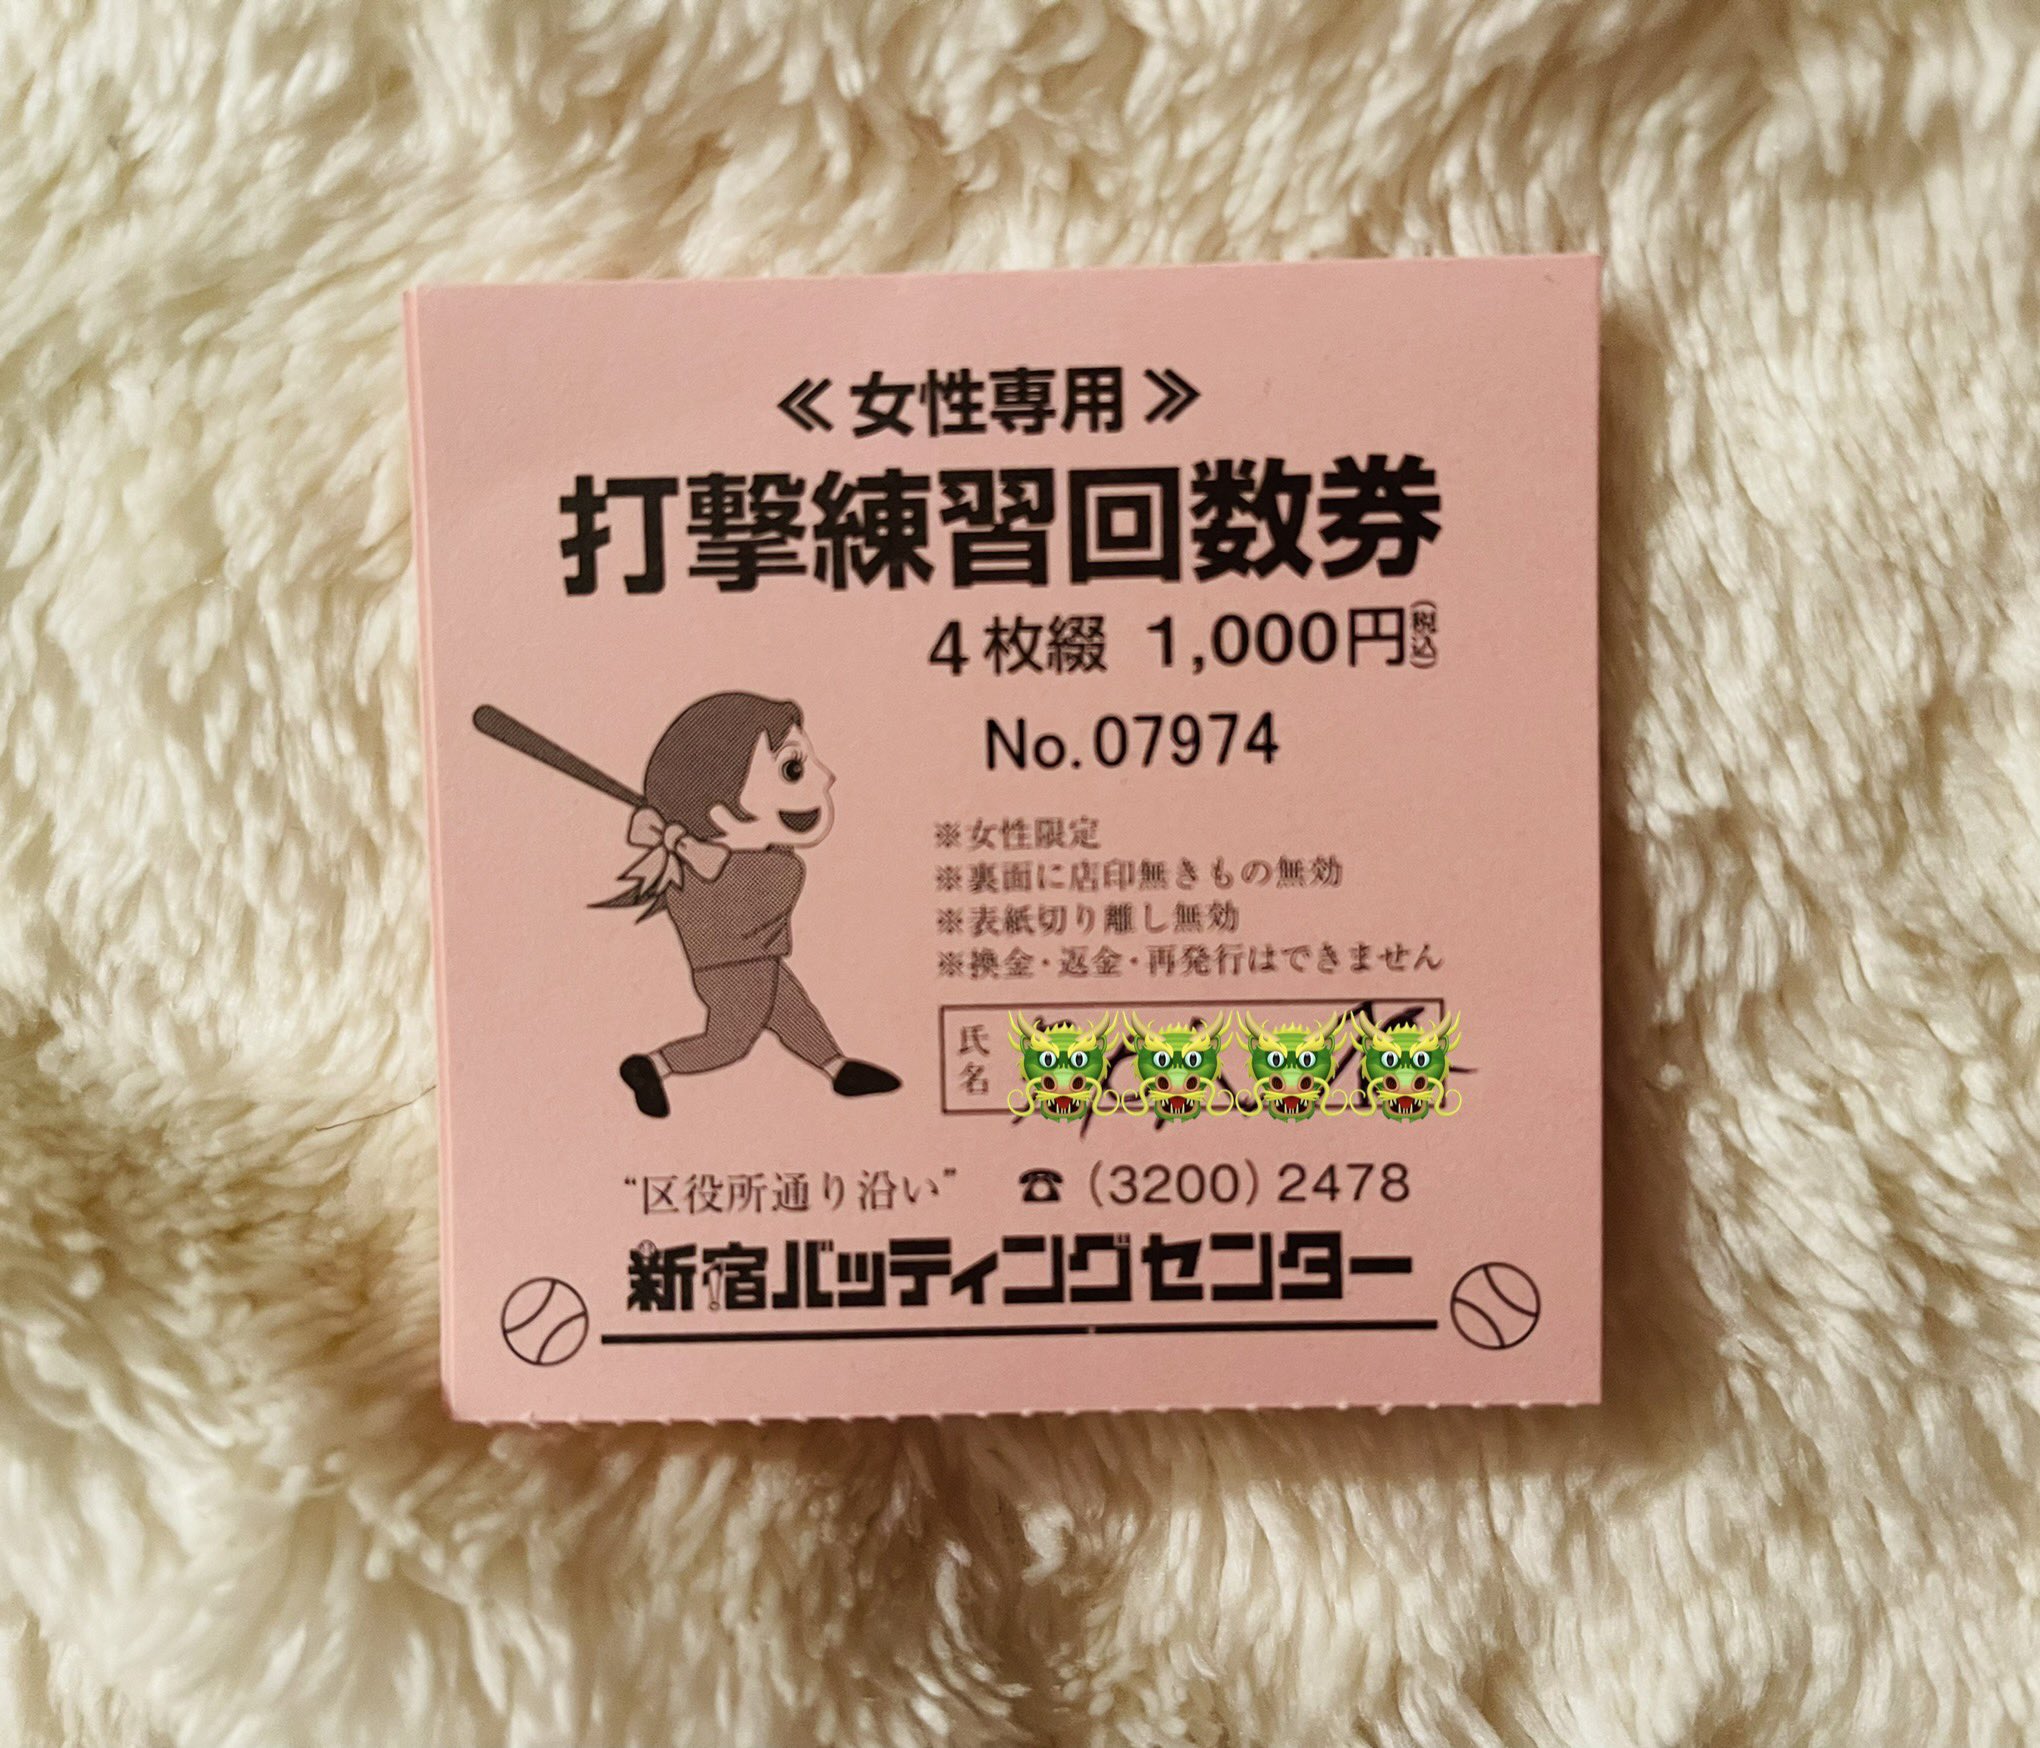 ≪女性専用≫
打撃練習回数券
4枚綴 1,000円(税込)
No.07974
※女性限定
※裏面に店印無きもの無効
※表紙切り離し無効
※換金・返金・再発行はできません
氏名
“区役所通り沿い” ☎(3200)2478
新宿バッティングセンター